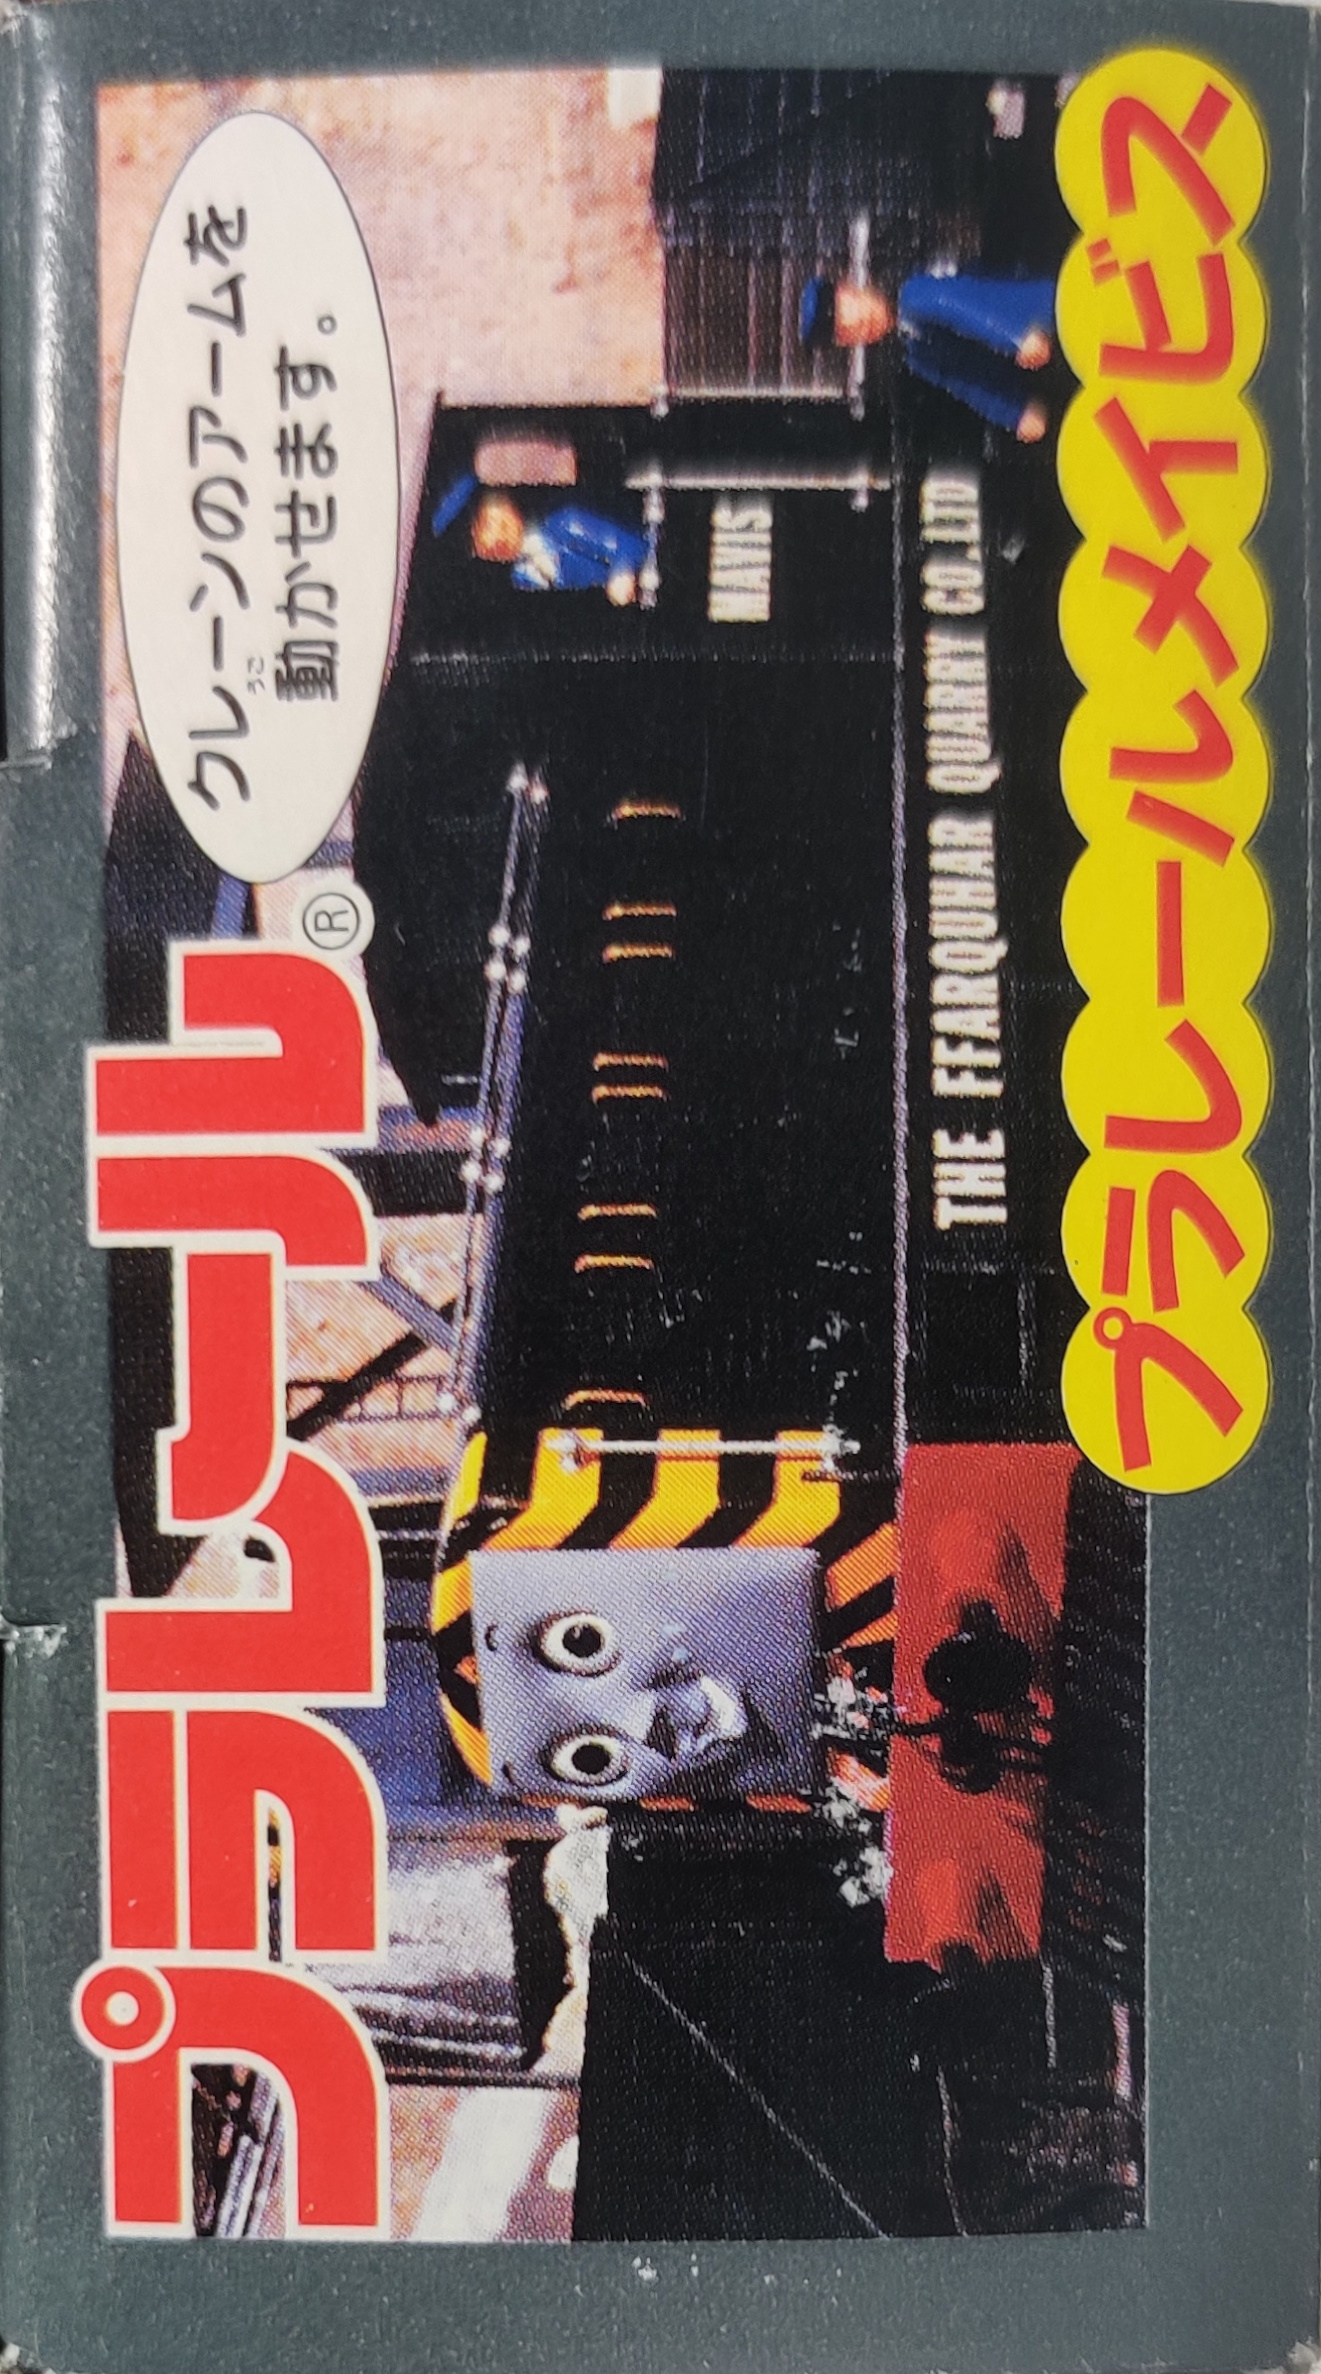 プラレール®
クレーンのアームを
動かせます。
うご
MAVIS
THE FFARQUHAR QUARRY CO.LTD
プラレールメイビス